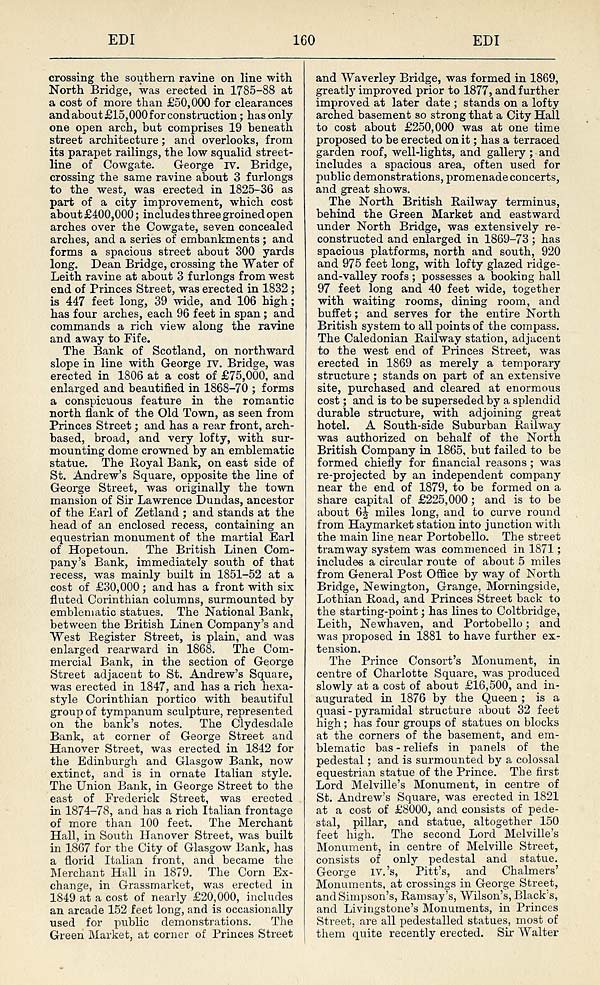 EDI 160 EDI
crossing the southern ravine on line with
North Bridge, was erected in 1785-88 at
a cost of more than £50,000 for clearances
and about £15,000 for construction; has only
one open arch, but comprises 19 beneath
street architecture; and overlooks, from
its parapet railings, the low squalid street-
line of Cowgate. George IV. Bridge,
crossing the same ravine about 3 furlongs
to the west, was erected in 1825-36 as
part of a city improvement, which cost
about £400,000; includes three groined open
arches over the Cowgate, seven concealed
arches, and a series of embankments; and
forms a spacious street about 300 yards
long. Dean Bridge, crossing the Water of
Leith ravine at about 3 furlongs from west
end of Princes Street, was erected in 1832;
is 447 feet long, 39 wide, and 106 high;
has four arches, each 96 feet in span; and
commands a rich view along the ravine
and away to Fife.
The Bank of Scotland, on northward
slope in line with George IV. Bridge, was
erected in 1806 at a cost of £75,000, and
enlarged and beautified in 1868-70; forms
a conspicuous feature in the romantic
north flank of the Old Town, as seen from
Princes Street; and has a rear front, arch-
based, broad, and very lofty, with sur-
mounting dome crowned by an emblematic
statue. The Royal Bank, on east side of
St. Andrew's Square, opposite the line of
George Street, was originally the town
mansion of Sir Lawrence Dundas, ancestor
of the Earl of Zetland; and stands at the
head of an enclosed recess, containing an
equestrian monument of the martial Earl
of Hopetoun. The British Linen Com-
pany's Bank, immediately south of that
recess, was mainly built in 1851-52 at a
cost of £30,000; and has a front with six
fluted Corinthian columns, surmounted by
emblematic statues. The National Bank,
between the British Linen Company's and
West Register Street, is plain, and was
enlarged rearward in 1868. The Com-
mercial Bank, in the section of George
Street adjacent to St. Andrew's Square,
was erected in 1847, and has a rich hexa-
style Corinthian portico with beautiful
group of tympanum sculpture, represented
on the bank's notes. The Clydesdale
Bank, at corner of George Street and
Hanover Street, was erected in 1842 for
the Edinburgh and Glasgow Bank, now
extinct, and is in ornate Italian style.
The Union Bank, in George Street to the
east of Frederick Street, was erected
in 1874-78, and has a rich Italian frontage
of more than 100 feet. The Merchant
Hall, in South Hanover Street, was built
in 1867 for the City of Glasgow Bank, has
a florid Italian front, and became the
Merchant Hall in 1879. The Corn Ex-
change, in Grassmarket, was erected in
1849 at a cost of nearly £20,000, includes
an arcade 152 feet long, and is occasionally
used for public demonstrations. The
Green Market, at corner of Princes Street
and Waverley Bridge, was formed in 1869,
greatly improved prior to 1877, and further
improved at later date; stands on a lofty
arched basement so strong that a City Hall
to cost about £250,000 was at one time
proposed to be erected on it; has a terraced
garden roof, well-lights, and gallery; and
includes a spacious area, often used for
public demonstrations, promenade concerts,
and great shows.
The North British Railway terminus,
behind the Green Market and eastward
under North Bridge, was extensively re-
constructed and enlarged in 1869-73; has
spacious platforms, north and south, 920
and 975 feet long, with lofty glazed ridge-
and-valley roofs; possesses a booking hall
97 feet long and 40 feet wide, together
with waiting rooms, dining room, and
buffet; and serves for the entire North
British system to all points of the compass.
The Caledonian Railway station, adjacent
to the west end of Princes Street, was
erected in 1869 as merely a temporary
structure; stands on part of an extensive
site, purchased and cleared at enormous
cost; and is to be superseded by a splendid
durable structure, with adjoining great
hotel. A South-side Suburban Railway
was authorized on behalf of the North
British Company in 1865, but failed to be
formed chiefly for financial reasons; was
re-projected by an independent company
near the end of 1879, to be formed on a
share capital of £225,000; and is to be
about 6½ miles long, and to curve round
from Haymarket station into junction with
the main line near Portobello. The street
tramway system was commenced in 1871;
includes a circular route of about 5 miles
from General Post Office by way of North
Bridge, Newington, Grange, Morningside,
Lothian Road, and Princes Street back to
the starting-point; has lines to Coltbridge,
Leith, Newhaven, and Portobello; and
was proposed in 1881 to have further ex-
tension.
The Prince Consort's Monument, in
centre of Charlotte Square, was produced
slowly at a cost of about £16,500, and in-
augurated in 1876 by the Queen; is a
quasi-pyramidal structure about 32 feet
high; has four groups of statues on blocks
at the corners of the basement, and em-
blematic bas-reliefs in panels of the
pedestal; and is surmounted by a colossal
equestrian statue of the Prince. The first
Lord Melville's Monument, in centre of
St. Andrew's Square, was erected in 1821
at a cost of £8000, and consists of pede-
stal, pillar, and statue, altogether 150
feet high. The second Lord Melville's
Monument, in centre of Melville Street,
consists of only pedestal and statue.
George IV.'s, Pitt's, and Chalmers'
Monuments, at crossings in George Street,
and Simpson's, Ramsay's, Wilson's, Black's,
and Livingstone's Monuments, in Princes
Street, are all pedestalled statues, most of
them quite recently erected. Sir Walter